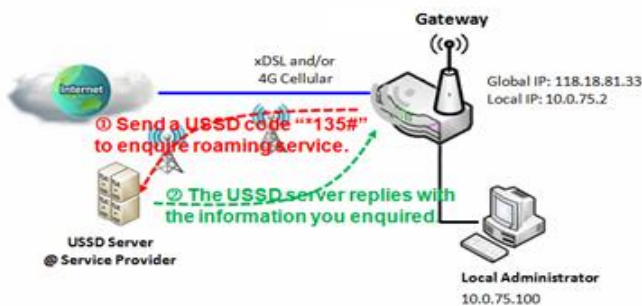 Gateway
xDSL and/or
4G Cellular
Internet
Global IP: 118.18.81.33
Local IP: 10.0.75.2
① Send a USSD code “*135#”
to enquire roaming service.
② The USSD server replies with
the information you enquired.
USSD Server
@ Service Provider
Local Administrator
10.0.75.100